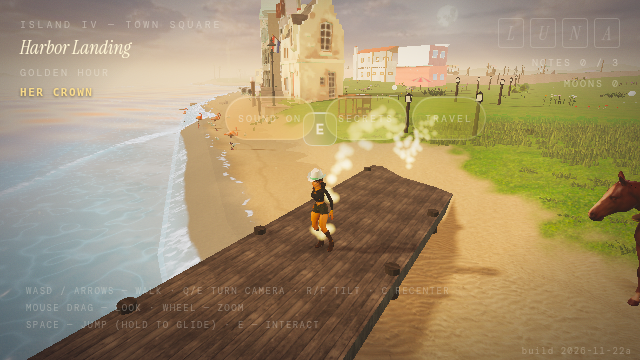 ISLAND IV — TOWN SQUARE
Harbor Landing
GOLDEN HOUR
HER CROWN
L U N A
NOTES 0 / 3
MOONS 0
SOUND ON
E
TRAVEL
WASD / ARROWS — WALK · Q/E TURN CAMERA · R/F TILT · C RECENTER
MOUSE DRAG — LOOK WHEEL — ZOOM
SPACE — JUMP (HOLD TO GLIDE) E — INTERACT
build 2026-11-22a